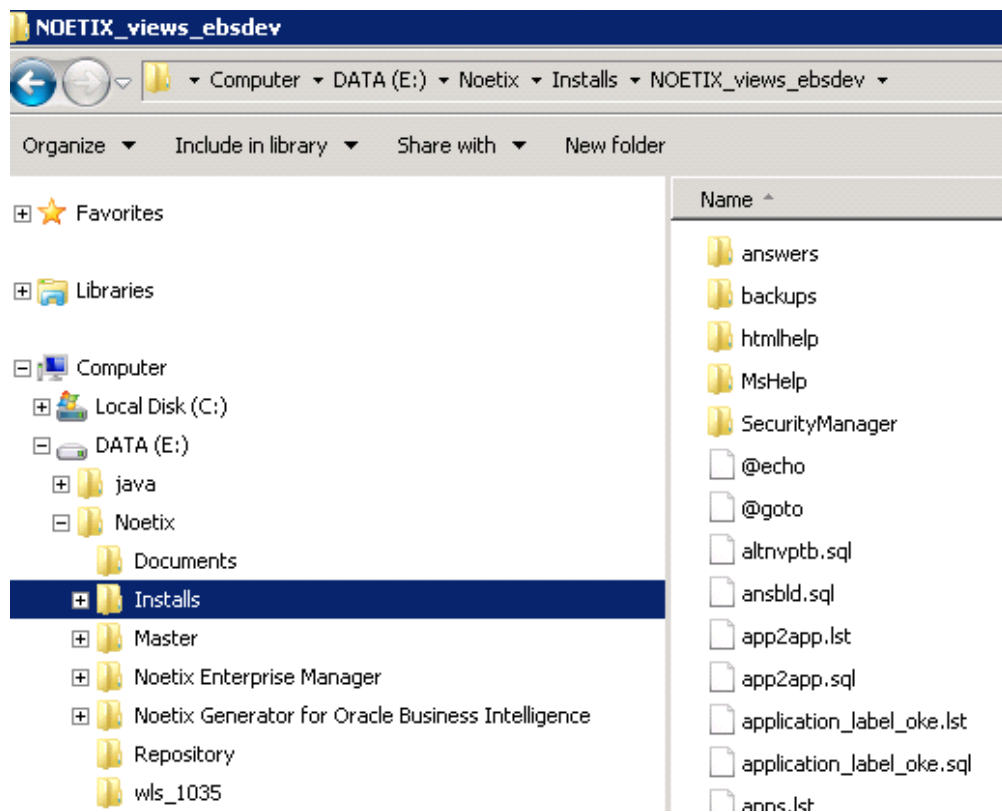 NOETIX_views_ebsdev
Computer DATA (E:) Noetix Installs NOETIX_views_ebsdev
Organize Include in library Share with New folder
Favorites
Libraries
Computer
Local Disk (C:)
DATA (E:)
java
Noetix
Documents
Installs
Master
Noetix Enterprise Manager
Noetix Generator for Oracle Business Intelligence
Repository
wls_1035
Name
answers
backups
htmlhelp
MsHelp
SecurityManager
@echo
@goto
altnvptb.sql
ansbld.sql
app2app.lst
app2app.sql
application_label_oke.lst
application_label_oke.sql
apps.lst